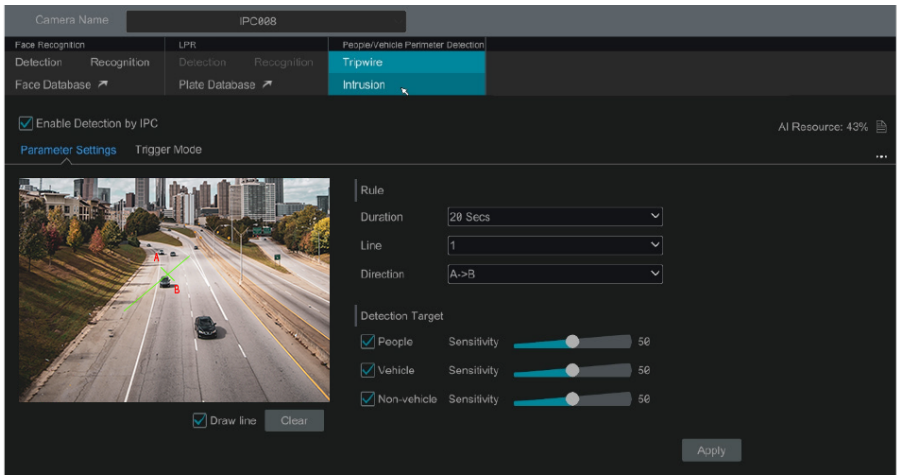 Camera Name IPC008
Face Recognition LPR People/Vehicle Perimeter Detection
Detection Recognition Detection Recognition Tripwire
Face Database Plate Database Intrusion
Enable Detection by IPC AI Resource: 43%
Parameter Settings Trigger Mode ...
Rule
Duration 20 Secs
Line 1
Direction A->B
A
B
Detection Target
People Sensitivity 50
Vehicle Sensitivity 50
Non-vehicle Sensitivity 50
Draw line Clear
Apply